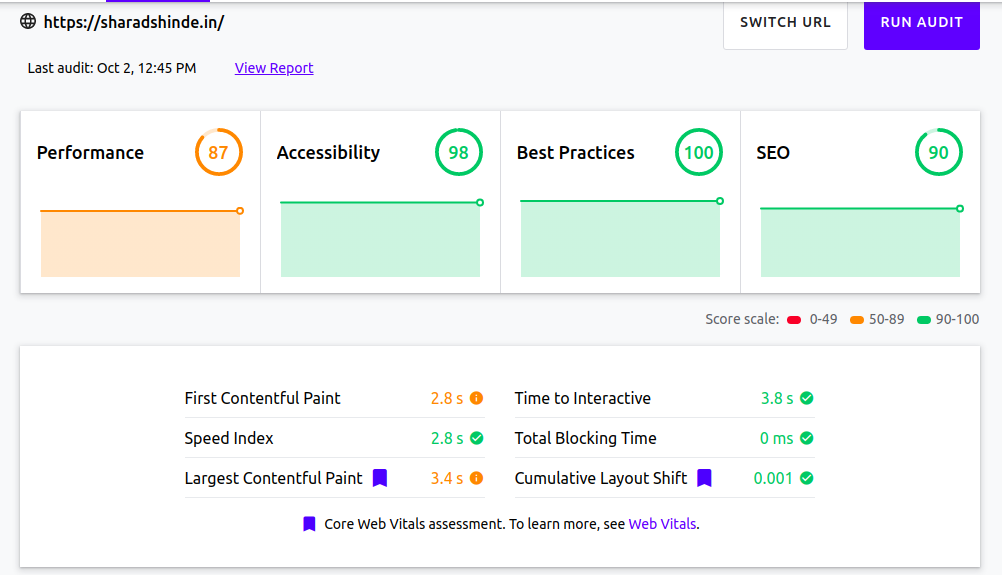 https://sharadshinde.in/
SWITCH URL
RUN AUDIT
Last audit: Oct 2, 12:45 PM
View Report
Performance 87
Accessibility 98
Best Practices 100
SEO 90
Score scale: 0-49 50-89 90-100
First Contentful Paint 2.8 s
Time to Interactive 3.8 s
Speed Index 2.8 s
Total Blocking Time 0 ms
Largest Contentful Paint 3.4 s
Cumulative Layout Shift 0.001
Core Web Vitals assessment. To learn more, see Web Vitals.